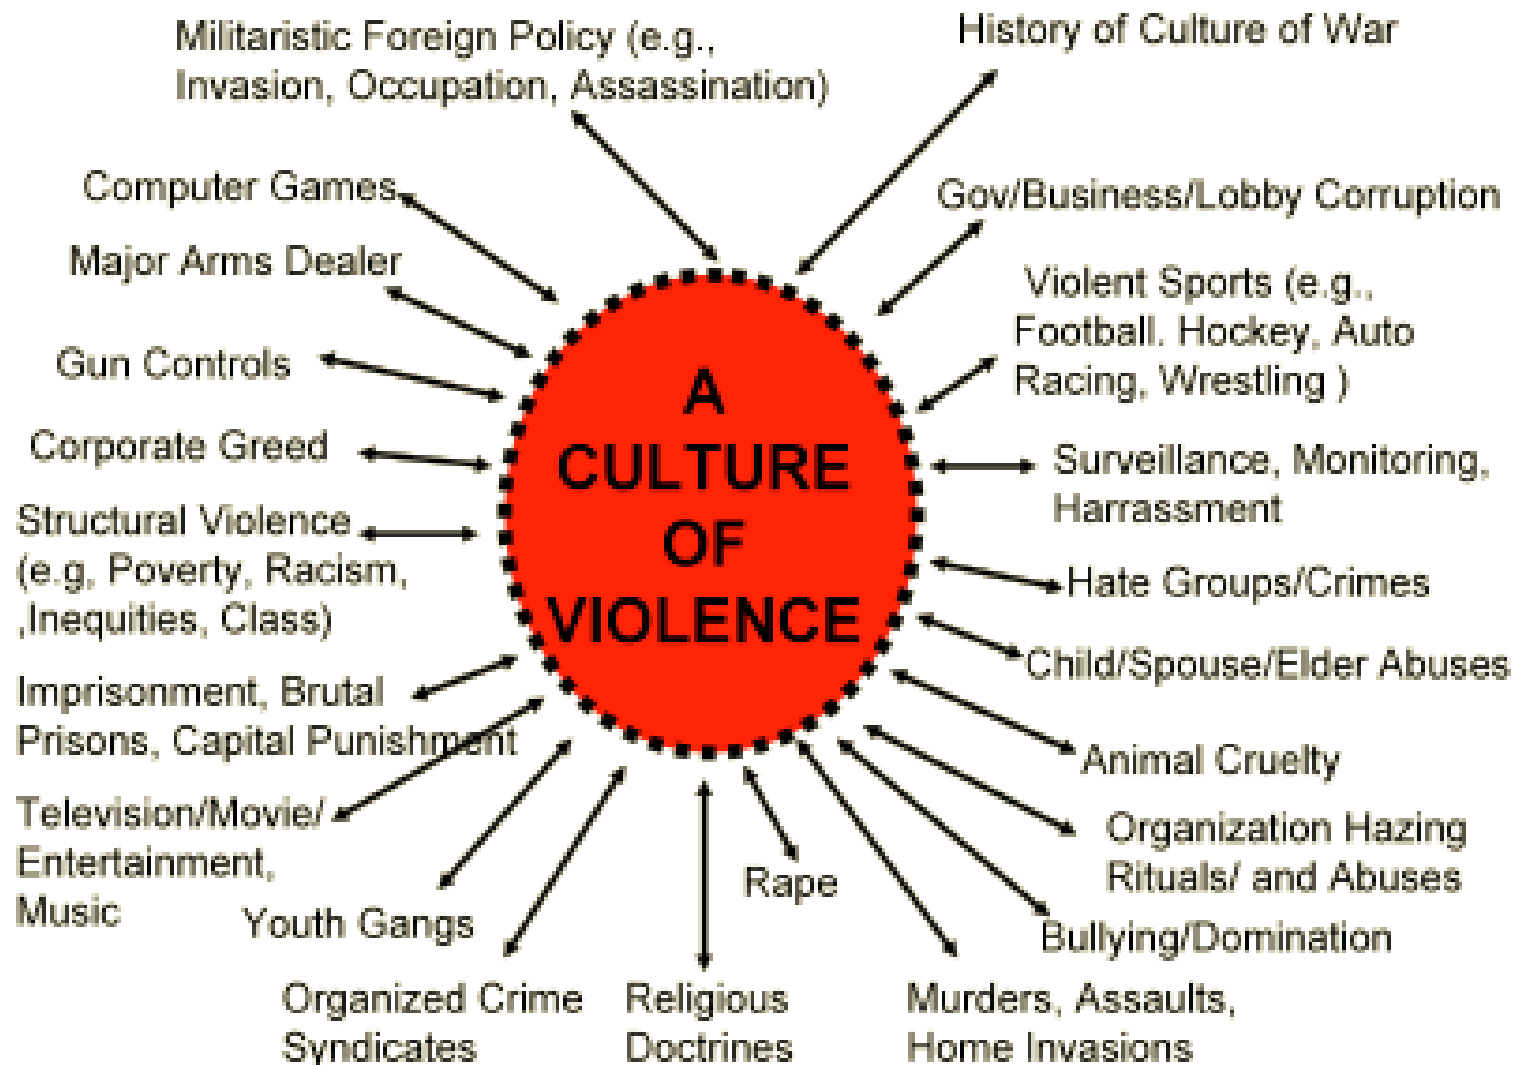 Militaristic Foreign Policy (e.g.,
Invasion, Occupation, Assassination)
History of Culture of War
Computer Games
Gov/Business/Lobby Corruption
Major Arms Dealer
Violent Sports (e.g.,
Football. Hockey, Auto
Racing, Wrestling )
Gun Controls
A
CULTURE
OF
VIOLENCE
Corporate Greed
Surveillance, Monitoring,
Harrassment
Structural Violence
(e.g, Poverty, Racism,
,Inequities, Class)
Hate Groups/Crimes
Child/Spouse/Elder Abuses
Imprisonment, Brutal
Prisons, Capital Punishment
Animal Cruelty
Television/Movie/
Entertainment,
Music
Organization Hazing
Rituals/ and Abuses
Rape
Youth Gangs
Bullying/Domination
Organized Crime
Syndicates
Religious
Doctrines
Murders, Assaults,
Home Invasions